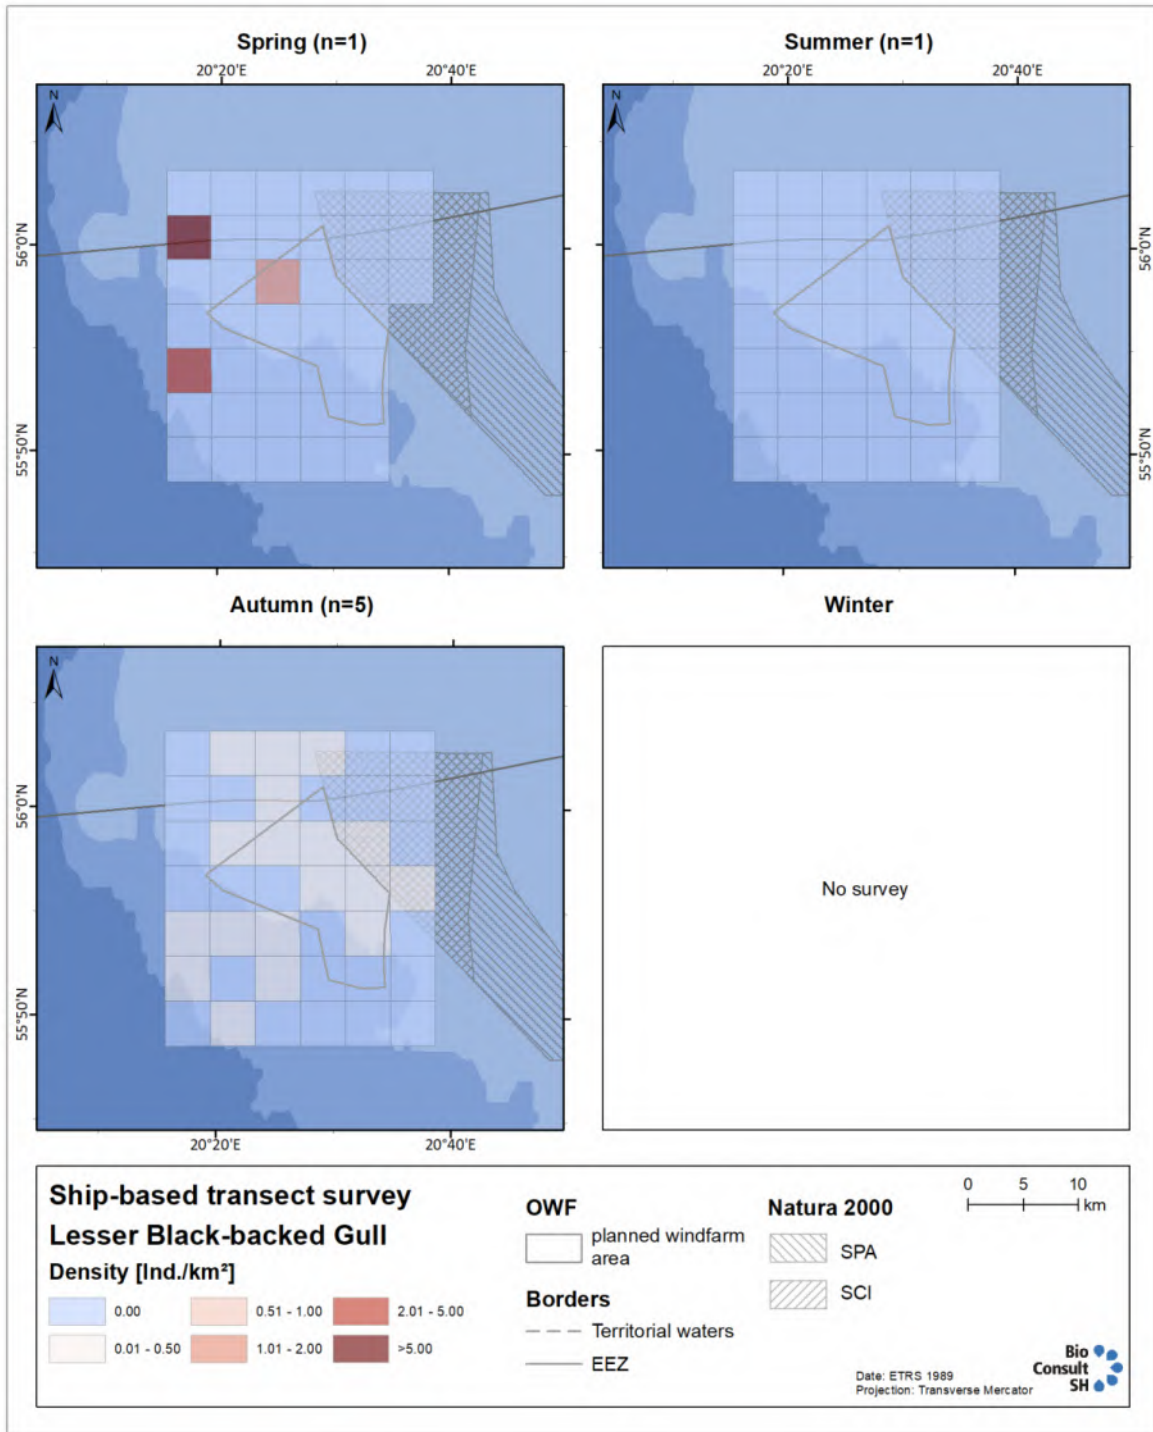 Spring (n=1)
Summer (n=1)
20°20'E
20°40'E
20°20'E
20°40'E
N
N
56°0'N
56°0'N
55°50'N
55°50'N
Autumn (n=5)
Winter
N
56°0'N
No survey
55°50'N
20°20'E
20°40'E
Ship-based transect survey
Lesser Black-backed Gull
Density [Ind./km²]
0.00
0.51 - 1.00
2.01 - 5.00
0.01 - 0.50
1.01 - 2.00
>5.00
OWF
planned windfarm
area
Borders
Territorial waters
EEZ
Natura 2000
SPA
SCI
0 5 10
km
Date: ETRS 1989
Projection: Transverse Mercator
Bio
Consult
SH